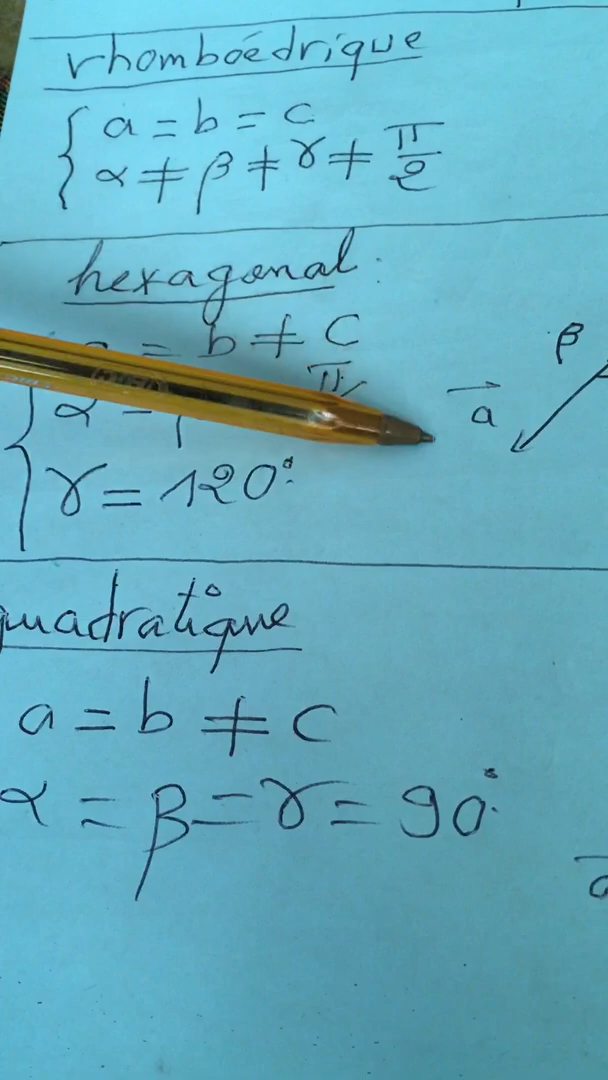 rhomboédrique
a = b = c
α ≠ β ≠ γ ≠ π/2
hexagonal:
= b ≠ C
π
α =
γ = 120°
β
a
quadratique
a = b ≠ c
α = β = γ = 90°